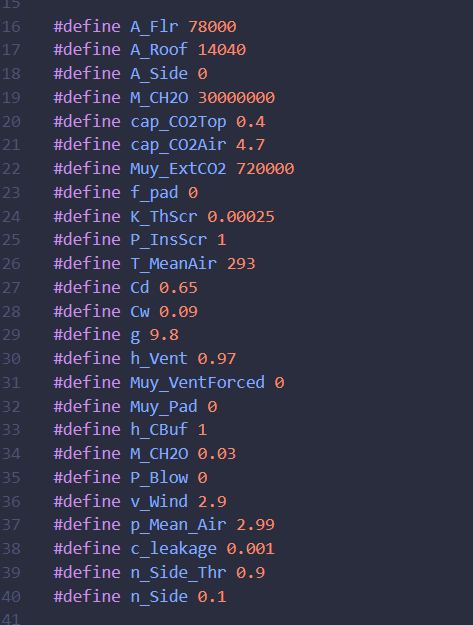 15
16 #define A_Flr 78000
17 #define A_Roof 14040
18 #define A_Side 0
19 #define M_CH2O 30000000
20 #define cap_CO2Top 0.4
21 #define cap_CO2Air 4.7
22 #define Muy_ExtCO2 720000
23 #define f_pad 0
24 #define K_ThScr 0.00025
25 #define P_InsScr 1
26 #define T_MeanAir 293
27 #define Cd 0.65
28 #define Cw 0.09
29 #define g 9.8
30 #define h_Vent 0.97
31 #define Muy_VentForced 0
32 #define Muy_Pad 0
33 #define h_CBuf 1
34 #define M_CH2O 0.03
35 #define P_Blow 0
36 #define v_Wind 2.9
37 #define p_Mean_Air 2.99
38 #define c_leakage 0.001
39 #define n_Side_Thr 0.9
40 #define n_Side 0.1
41